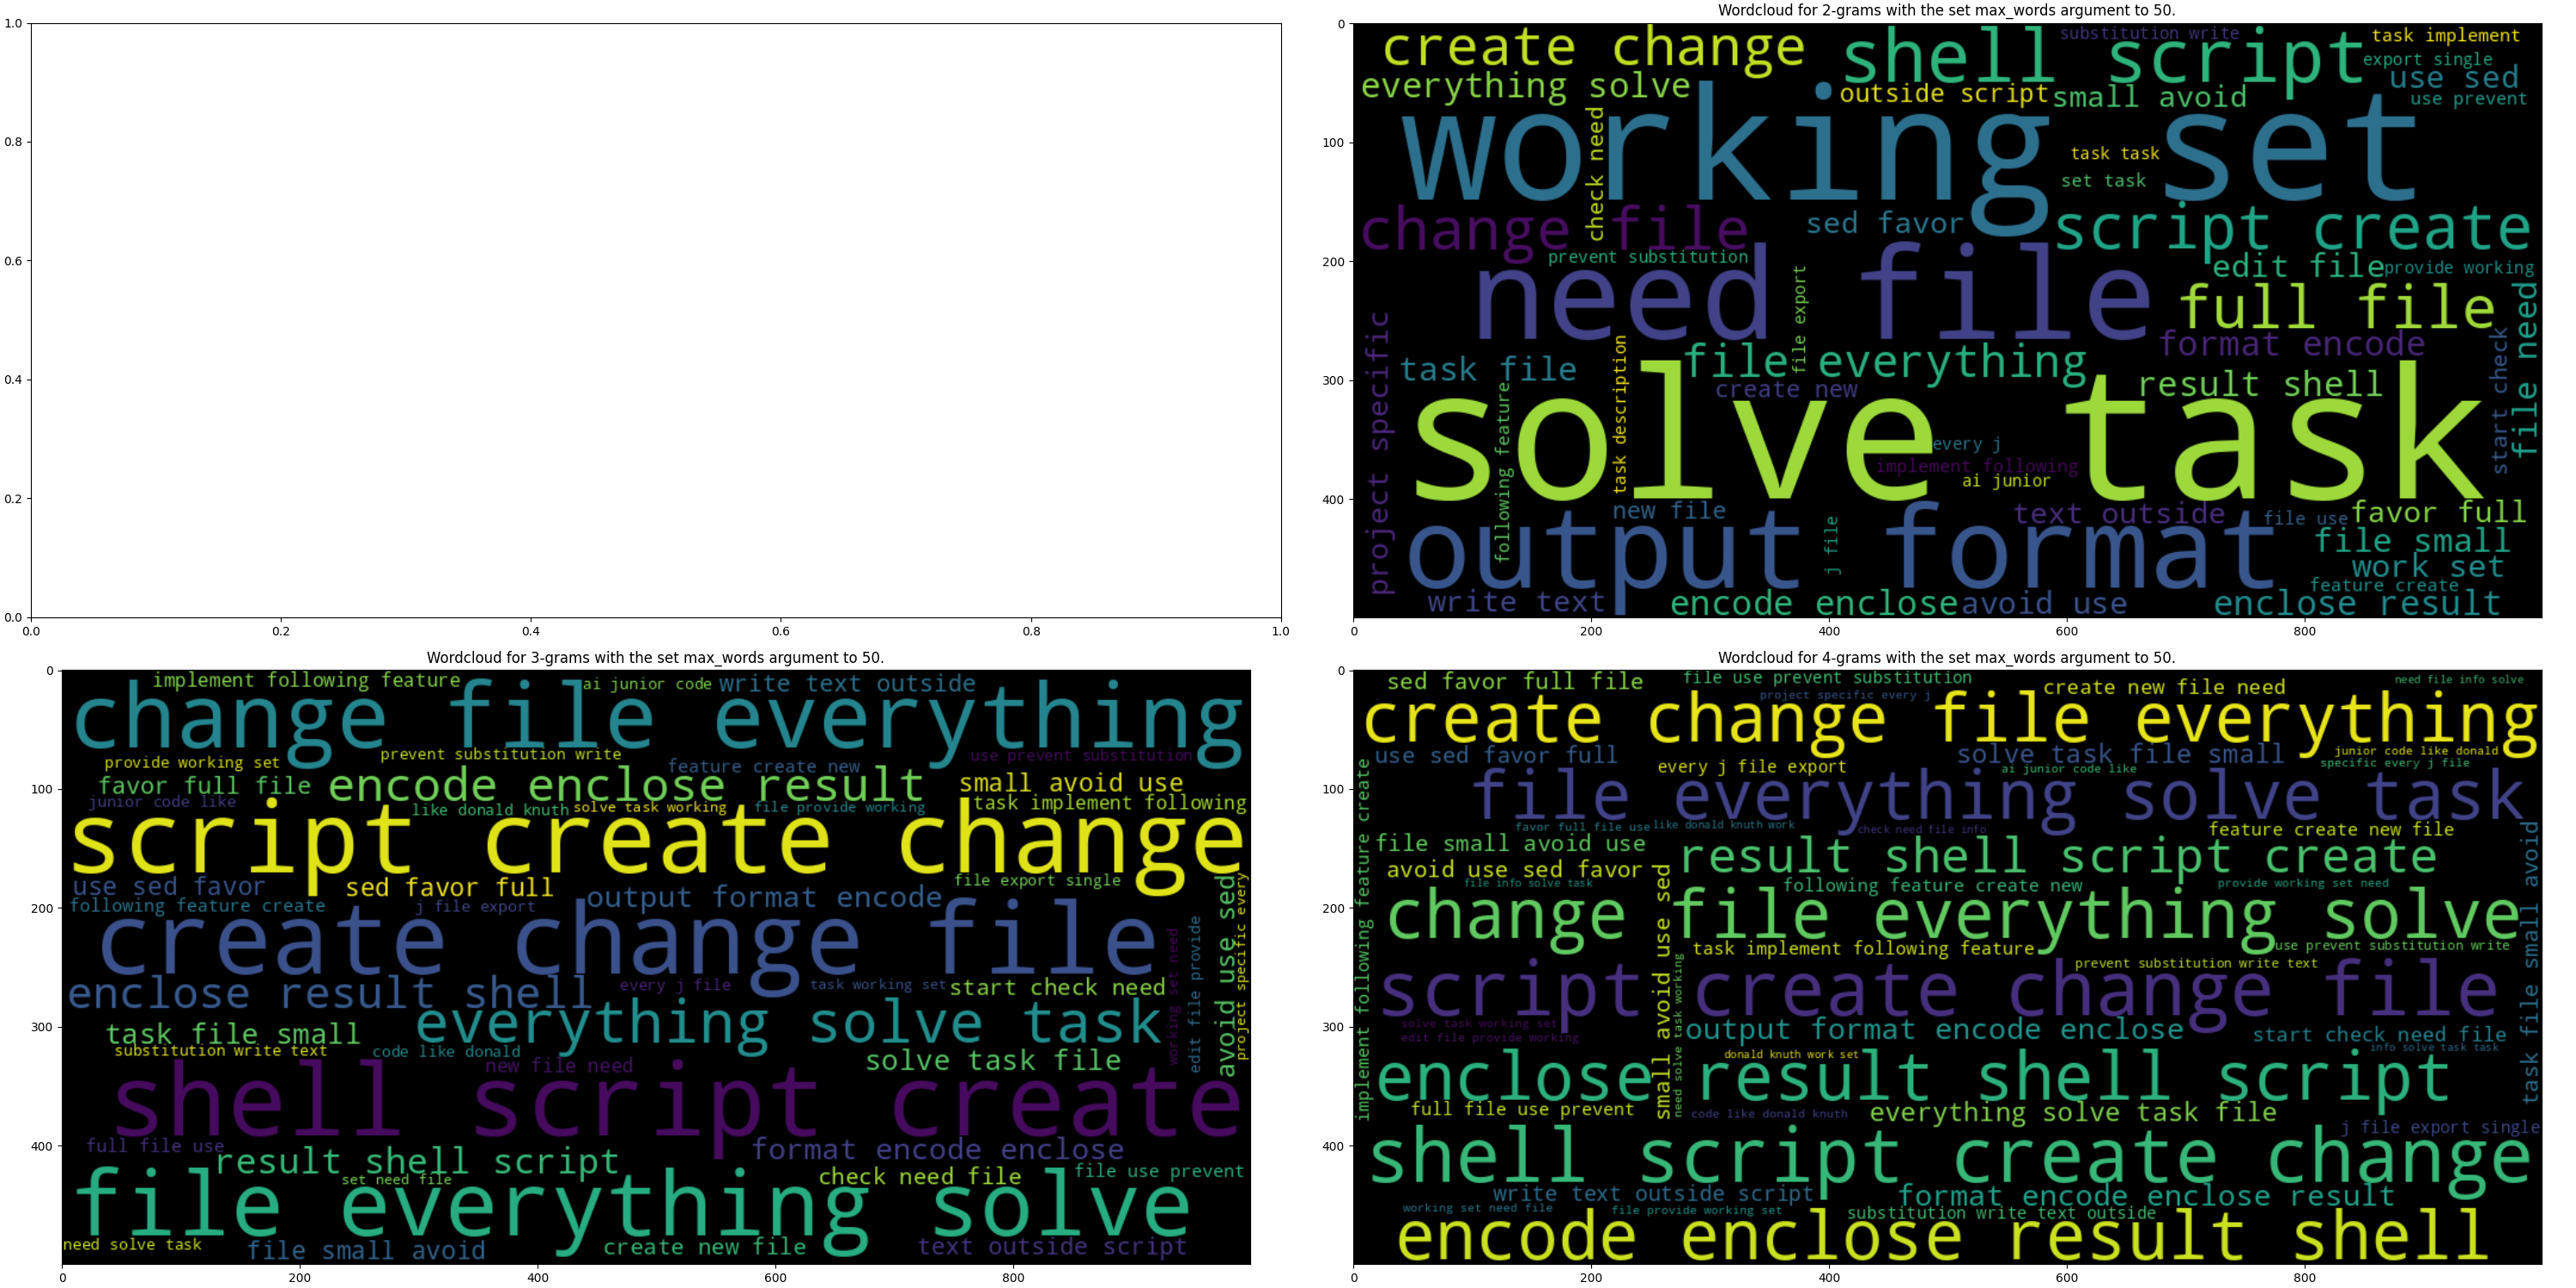 1.0
0.8
0.6
0.4
0.2
0.0
0.0 0.2 0.4 0.6 0.8 1.0
Wordcloud for 2-grams with the set max_words argument to 50.
0
100
200
300
400
0 200 400 600 800
create change
shell script
substitution write
task implement
export single
use sed
use prevent
everything solve
outside script
small avoid
working set
check need
task task
set task
change file
sed favor
script create
prevent substitution
edit file
provide working
need file
file export
full file
file need
project specific
format encode
start check
task file
task description
file everything
create new
result shell
following feature
solve task
every j
implement following
ai junior
new file
text outside
file use
favor full
output format
j file
file small
work set
feature create
write text
encode enclose
avoid use
enclose result
Wordcloud for 3-grams with the set max_words argument to 50.
0
100
200
300
400
0 200 400 600 800
implement following feature
ai junior code
write text outside
change file everything
provide working set
prevent substitution write
use prevent substitution
feature create new
favor full file
encode enclose result
small avoid use
junior code like
like donald knuth
solve task working
file provide working
task implement following
script create change
use sed favor
sed favor full
output format encode
file export single
following feature create
j file export
create change file
avoid use sed
project specific every
working set need
edit file provide
enclose result shell
every j file
task working set
start check need
everything solve task
task file small
substitution write text
code like donald
new file need
solve task file
shell script create
full file use
format encode enclose
result shell script
set need file
check need file
file use prevent
file everything solve
need solve task
file small avoid
create new file
text outside script
Wordcloud for 4-grams with the set max_words argument to 50.
0
100
200
300
400
0 200 400 600 800
sed favor full file
file use prevent substitution
project specific every j
create new file need
need file info solve
create change file everything
use sed favor full
solve task file small
junior code like donald
every j file export
ai junior code like
specific every j file
file everything solve task
implement following feature create
favor full file use
like donald knuth work
check need file info
feature create new file
file small avoid use
result shell script create
avoid use sed favor
file info solve task
following feature create new
provide working set need
change file everything solve
task implement following feature
use prevent substitution write
small avoid use sed
need solve task working
prevent substitution write text
task file small avoid
script create change file
solve task working set
edit file provide working
output format encode enclose
start check need file
info solve task task
donald knuth work set
enclose result shell script
full file use prevent
code like donald knuth
everything solve task file
j file export single
shell script create change
write text outside script
format encode enclose result
working set need file
file provide working set
substitution write text outside
encode enclose result shell